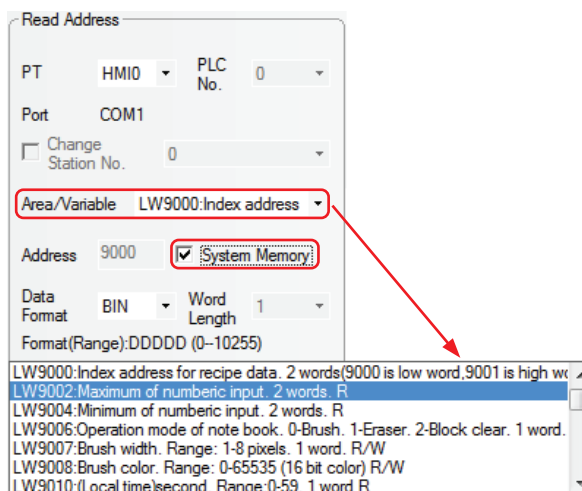 Read Address
PT HMI0 PLC No. 0
Port COM1
Change Station No. 0
Area/Variable LW9000:Index address
Address 9000 System Memory
Data Format BIN Word Length 1
Format(Range):DDDDD (0--10255)
LW9000:Index address for recipe data. 2 words(9000 is low word,9001 is high wo
LW9002:Maximum of numberic input. 2 words. R
LW9004:Minimum of numberic input. 2 words. R
LW9006:Operation mode of note book. 0-Brush. 1-Eraser. 2-Block clear. 1 word.
LW9007:Brush width. Range: 1-8 pixels. 1 word. R/W
LW9008:Brush color. Range: 0-65535 (16 bit color) R/W
LW9010:(Local time)second. Range:0-59. 1 word R